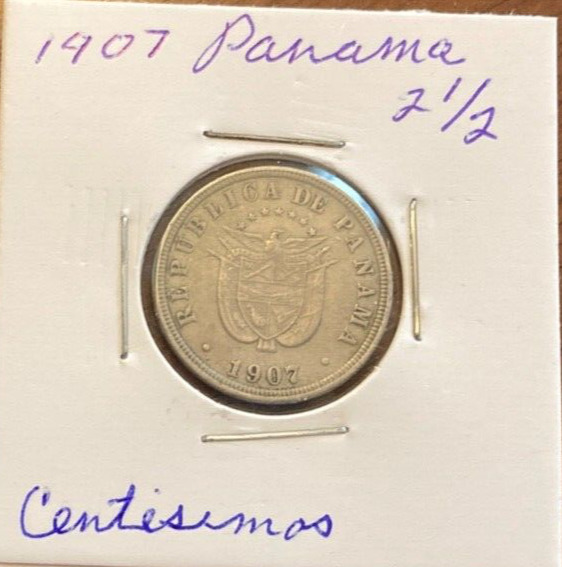 1907 Panama
2 1/2
REPUBLICA DE PANAMA
1907
Centesimos